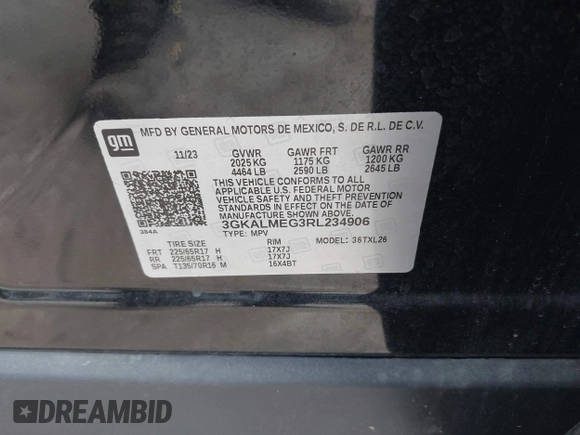 gm
MFD BY GENERAL MOTORS DE MEXICO, S. DE R.L. DE C.V.
11/23 GVWR GAWR FRT GAWR RR
2025 KG 1175 KG 1200 KG
4464 LB 2590 LB 2645 LB
THIS VEHICLE CONFORMS TO ALL
APPLICABLE U.S. FEDERAL MOTOR
VEHICLE SAFETY AND THEFT PREVENTION
STANDARDS IN EFFECT ON THE DATE OF
MANUFACTURE SHOWN ABOVE.
3GKALMEG3RL234906
384A TYPE: MPV MODEL: 36TXL26
TIRE SIZE RIM
FRT 225/65R17 H 17X7J
RR 225/65R17 H 17X7J
SPA T135/70R16 M 16X4BT
DREAMBID